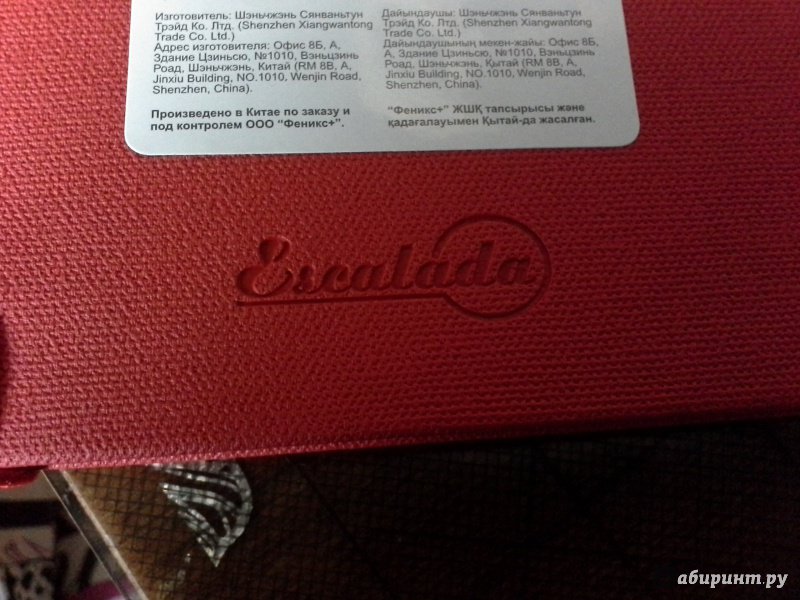 Изготовитель: Шэньчжэнь Сянваньтун
Трэйд Ко. Лтд. (Shenzhen Xiangwantong
Trade Co. Ltd.)
Адрес изготовителя: Офис 8Б, А,
Здание Цзиньсю, №1010, Вэньцзинь
Роад, Шэньчжэнь, Китай (RM 8B, A,
Jinxiu Building, NO.1010, Wenjin Road,
Shenzhen, China).
Произведено в Китае по заказу и
под контролем ООО "Феникс+".
Дайындаушы: Шэньчжэнь Сянваньтун
Трэйд Ко. Лтд. (Shenzhen Xiangwantong
Trade Co. Ltd.)
Дайындаушының мекен-жайы: Офис 8Б,
А, Здание Цзиньсю, №1010, Вэньцзинь
Роад, Шэньчжэнь, Қытай (RM 8B, A,
Jinxiu Building, NO.1010, Wenjin Road,
Shenzhen, China).
"Феникс+" ЖШҚ тапсырысы және
қадағалауымен Қытай-да жасалған.
Escalada
абиринт.ру